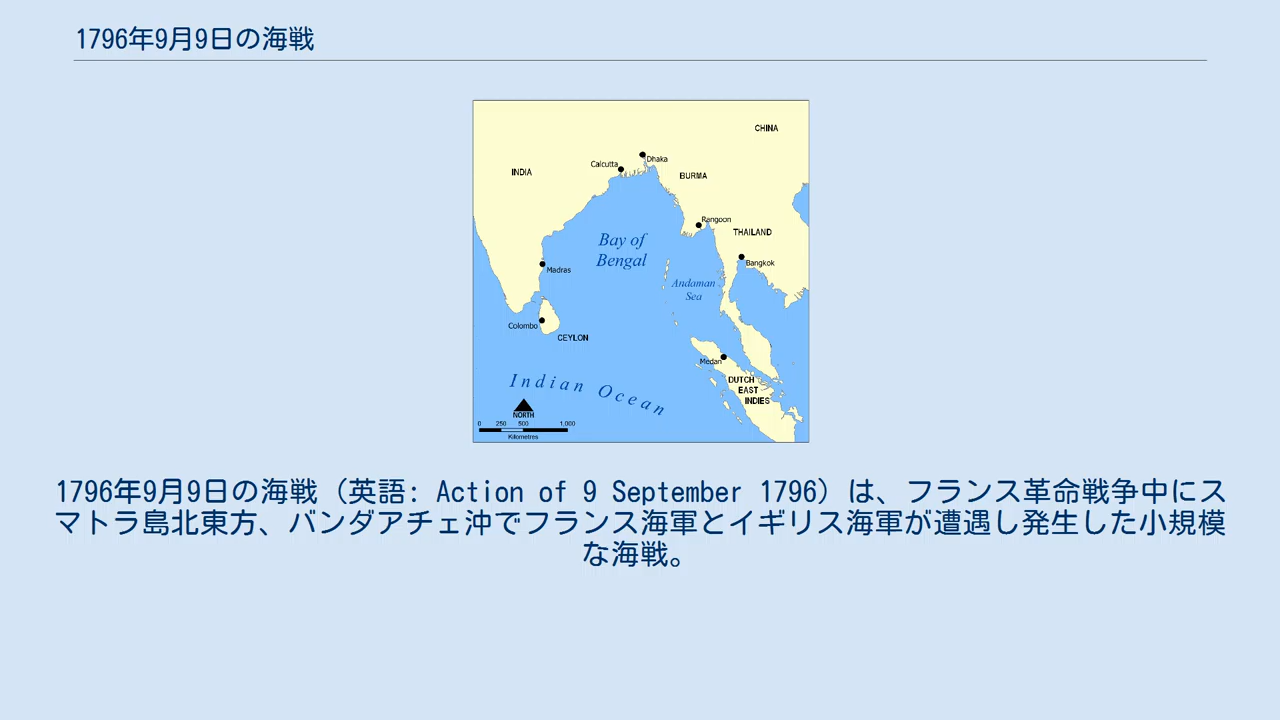 1796年9月9日の海戦
CHINA
Dhaka
Calcutta
INDIA
BURMA
Rangoon
THAILAND
Bay of
Bengal
Bangkok
Madras
Andaman
Sea
Colombo
CEYLON
Medan
DUTCH
EAST
INDIES
Indian Ocean
NORTH
0 250 500 1,000
Kilometres
1796年9月9日の海戦（英語: Action of 9 September 1796）は、フランス革命戦争中にス
マトラ島北東方、バンダアチェ沖でフランス海軍とイギリス海軍が遭遇し発生した小規模
な海戦。